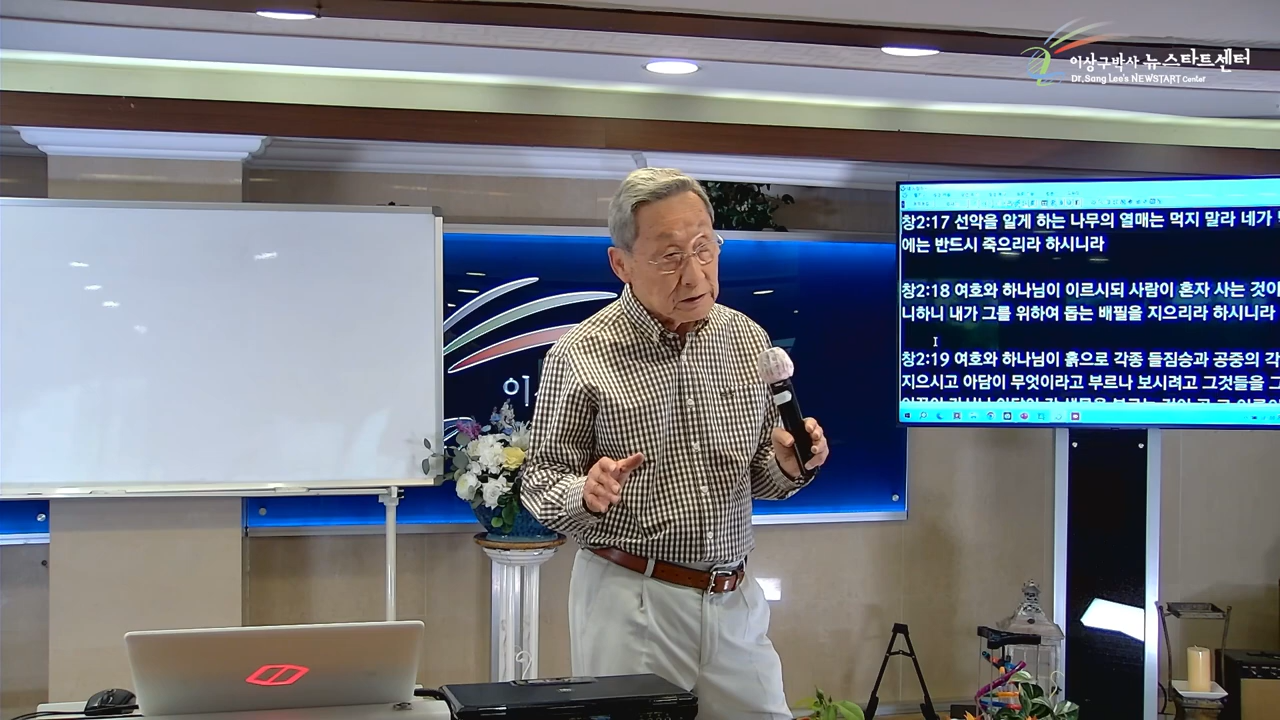 이상구박사 뉴스타트센터
Dr. Sang Lee's NEWSTART Center
창2:17 선악을 알게 하는 나무의 열매는 먹지 말라 네가
에는 반드시 죽으리라 하시니라
창2:18 여호와 하나님이 이르시되 사람이 혼자 사는 것이
니하니 내가 그를 위하여 돕는 배필을 지으리라 하시니라
창2:19 여호와 하나님이 흙으로 각종 들짐승과 공중의 각
지으시고 아담이 무엇이라고 부르나 보시려고 그것들을 그
이